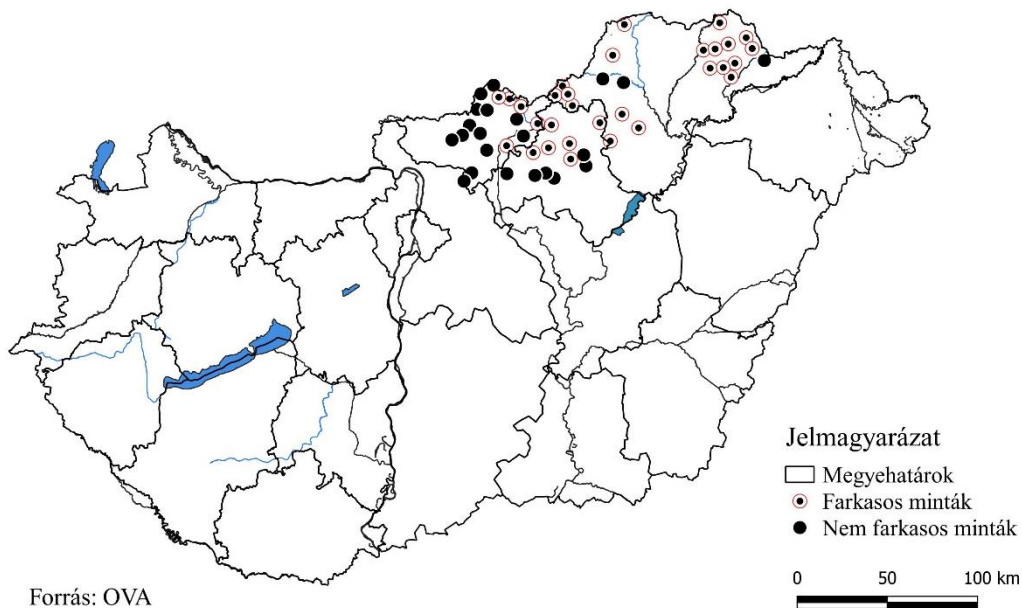 Jelmagyarázat
Megyehatárok
Farkasos minták
Nem farkasos minták
0 50 100 km
Forrás: OVA